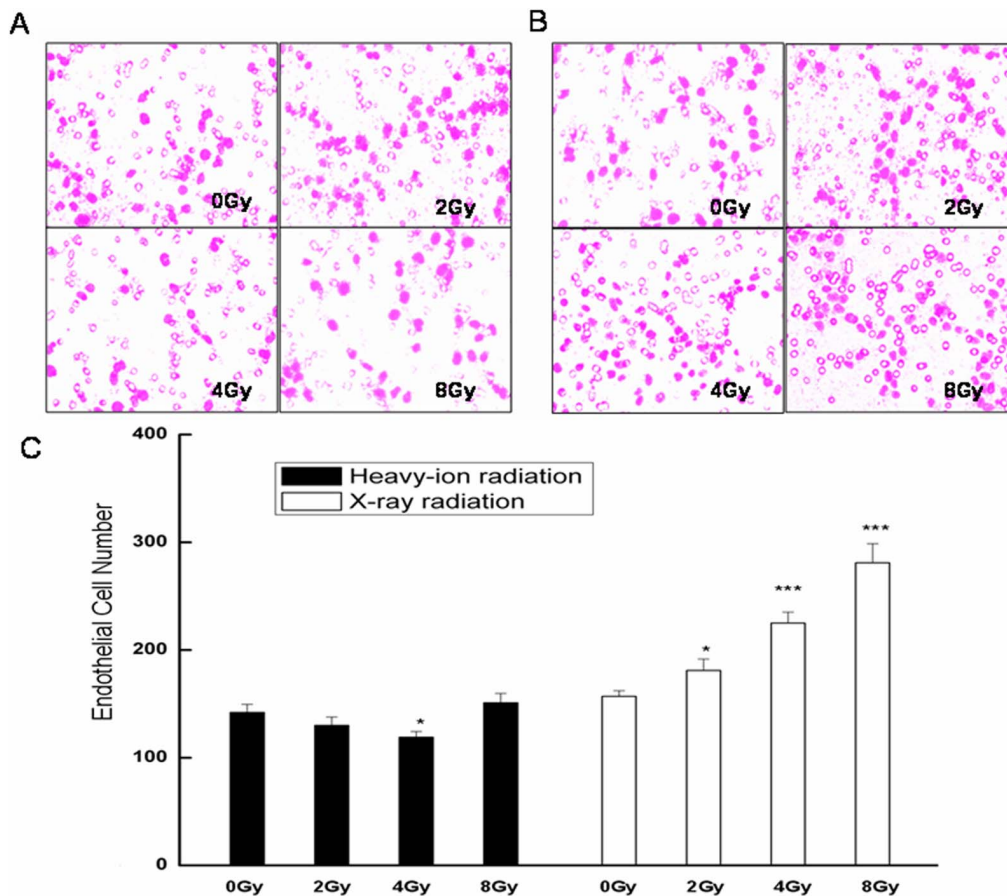 A
B
0Gy
2Gy
0Gy
2Gy
4Gy
8Gy
4Gy
8Gy
C
400
300
200
100
0
Endothelial Cell Number
Heavy-ion radiation
X-ray radiation
*
*
***
***
0Gy 2Gy 4Gy 8Gy 0Gy 2Gy 4Gy 8Gy